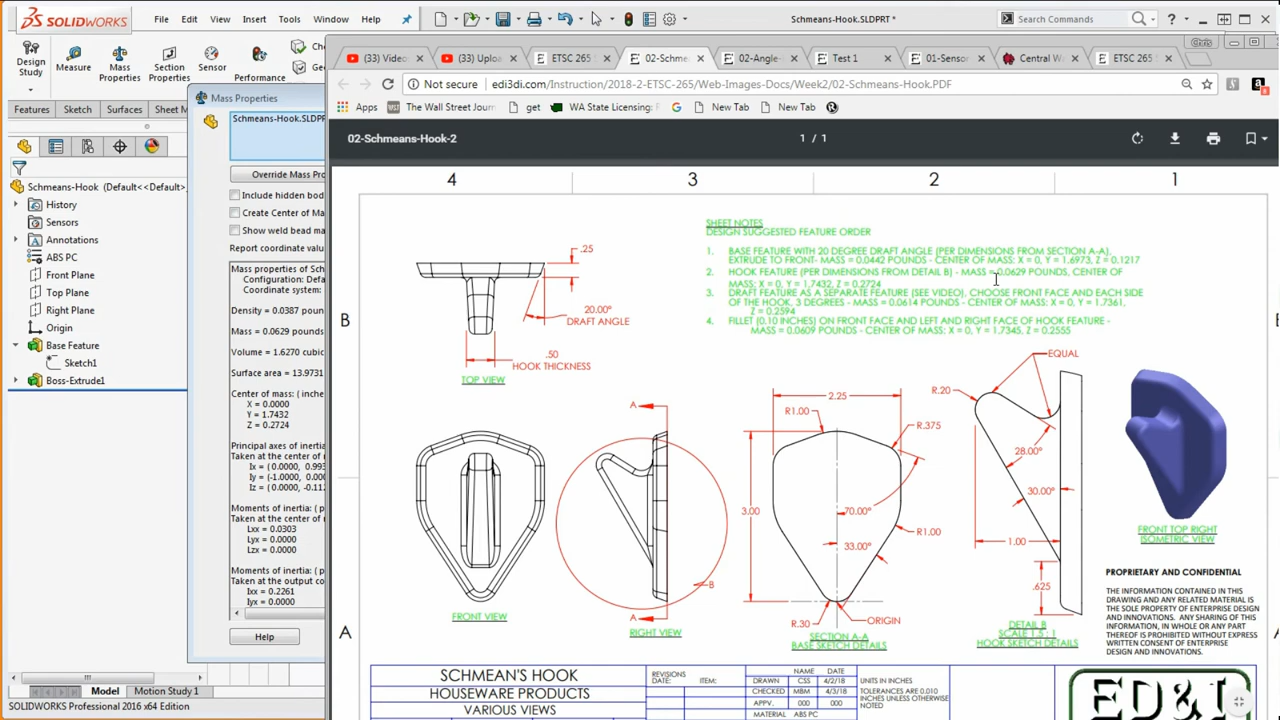 SOLIDWORKS
File
Edit
View
Insert
Tools
Window
Help
Schmeans-Hook.SLDPRT *
Search Commands
Design Study
Measure
Mass Properties
Section Properties
Sensor
Performance
Features
Sketch
Surfaces
Sheet M
Chris
(33) Video
(33) Uplo
ETSC 265
02-Schme
02-Angle-
Test 1
01-Sensor
Central W
ETSC 265
Not secure
edi3di.com/Instruction/2018-2-ETSC-265/Web-Images-Docs/Week2/02-Schmeans-Hook.PDF
Apps
The Wall Street Jour
get
WA State Licensing:
New Tab
New Tab
02-Schmeans-Hook-2
1 / 1
Mass Properties
Schmeans-Hook.SLDP
Override Mass Pro
Include hidden bod
Create Center of Ma
Show weld bead ma
Report coordinate valu
Mass properties of Sch
Configuration: Defa
Coordinate system:
Density = 0.0387 pound
Mass = 0.0629 pounds
Volume = 1.6270 cubic
Surface area = 13.9731
Center of mass: ( inche
X = 0.0000
Y = 1.7432
Z = 0.2724
Principal axes of inertia
Taken at the center of
Ix = ( 0.0000, 0.993
Iy = (-1.0000, 0.000
Iz = ( 0.0000, -0.11
Moments of inertia: ( p
Taken at the center of
Lxx = 0.0303
Lyx = 0.0000
Lzx = 0.0000
Moments of inertia: ( p
Taken at the output co
Ixx = 0.2261
Iyx = 0.0000
Help
Schmeans-Hook (Default<<Default>
History
Sensors
Annotations
ABS PC
Front Plane
Top Plane
Right Plane
Origin
Base Feature
Sketch1
Boss-Extrude1
Model
Motion Study 1
SOLIDWORKS Professional 2016 x64 Edition
4
3
2
1
B
A
SHEET NOTES
DESIGN SUGGESTED FEATURE ORDER
1. BASE FEATURE WITH 20 DEGREE DRAFT ANGLE (PER DIMENSIONS FROM SECTION A-A),
EXTRUDE TO FRONT- MASS = 0.0442 POUNDS - CENTER OF MASS: X = 0, Y = 1.6973, Z = 0.1217
2. HOOK FEATURE (PER DIMENSIONS FROM DETAIL B) - MASS = 0.0629 POUNDS, CENTER OF
MASS: X = 0, Y = 1.7432, Z = 0.2724
3. DRAFT FEATURE AS A SEPARATE FEATURE (SEE VIDEO), CHOOSE FRONT FACE AND EACH SIDE
OF THE HOOK, 3 DEGREES - MASS = 0.0614 POUNDS - CENTER OF MASS: X = 0, Y = 1.7361,
Z = 0.2594
4. FILLET (0.10 INCHES) ON FRONT FACE AND LEFT AND RIGHT FACE OF HOOK FEATURE -
MASS = 0.0609 POUNDS - CENTER OF MASS: X = 0, Y = 1.7345, Z = 0.2555
.25
20.00°
DRAFT ANGLE
.50
HOOK THICKNESS
TOP VIEW
FRONT VIEW
A
A
B
RIGHT VIEW
2.25
R1.00
R.375
3.00
70.00°
R1.00
33.00°
R.30
ORIGIN
SECTION A-A
BASE SKETCH DETAILS
EQUAL
R.20
28.00°
30.00°
1.00
.625
DETAIL B
SCALE 1.5 : 1
HOOK SKETCH DETAILS
FRONT TOP RIGHT
ISOMETRIC VIEW
PROPRIETARY AND CONFIDENTIAL
THE INFORMATION CONTAINED IN THIS
DRAWING AND ANY RELATED MATERIAL IS
THE SOLE PROPERTY OF ENTERPRISE DESIGN
AND INNOVATIONS. ANY SHARING OF THIS
INFORMATION, IN WHOLE OR ANY PART
THEREOF IS PROHIBITED WITHOUT EXPRESS
WRITTEN CONSENT OF ENTERPRISE
DESIGN AND INNOVATIONS.
SCHMEAN'S HOOK
HOUSEWARE PRODUCTS
VARIOUS VIEWS
REVISIONS
DATE: ITEM:
NAME DATE
DRAWN CSS 4/2/18
CHECKED MBM 4/3/18
APPV. 000 000
MATERIAL ABS PC
UNITS IN INCHES
TOLERANCES ARE 0.010
INCHES UNLESS OTHERWISE
NOTED
ED&I